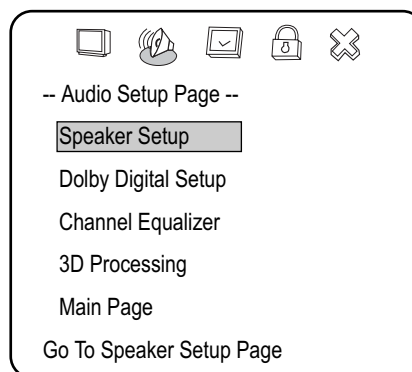 -- Audio Setup Page --
Speaker Setup
Dolby Digital Setup
Channel Equalizer
3D Processing
Main Page
Go To Speaker Setup Page